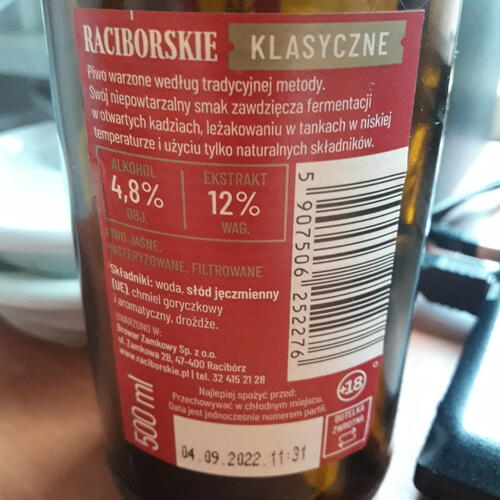 RACIBORSKIE KLASYCZNE
Piwo warzone według tradycyjnej metody.
Swój niepowtarzalny smak zawdzięcza fermentacji
w otwartych kadziach, leżakowaniu w tankach w niskiej
temperaturze i użyciu tylko naturalnych składników.
ALKOHOL
4,8%
OBJ.
EKSTRAKT
12%
WAG.
PIWO JASNE,
PASTERYZOWANE, FILTROWANE
Składniki: woda, słód jęczmienny
(UE), chmiel goryczkowy
i aromatyczny, drożdże.
UWARZONO W:
Browar Zamkowy Sp. z o.o.
ul. Zamkowa 2B, 47-400 Racibórz
www.raciborskie.pl | tel. 32 415 21 28
5 907506 252276
500 ml
Najlepiej spożyć przed:
Przechowywać w chłodnym miejscu.
Data jest jednocześnie numerem partii.
04.09.2022 11:31
+18
BUTELKA
ZWROTNA